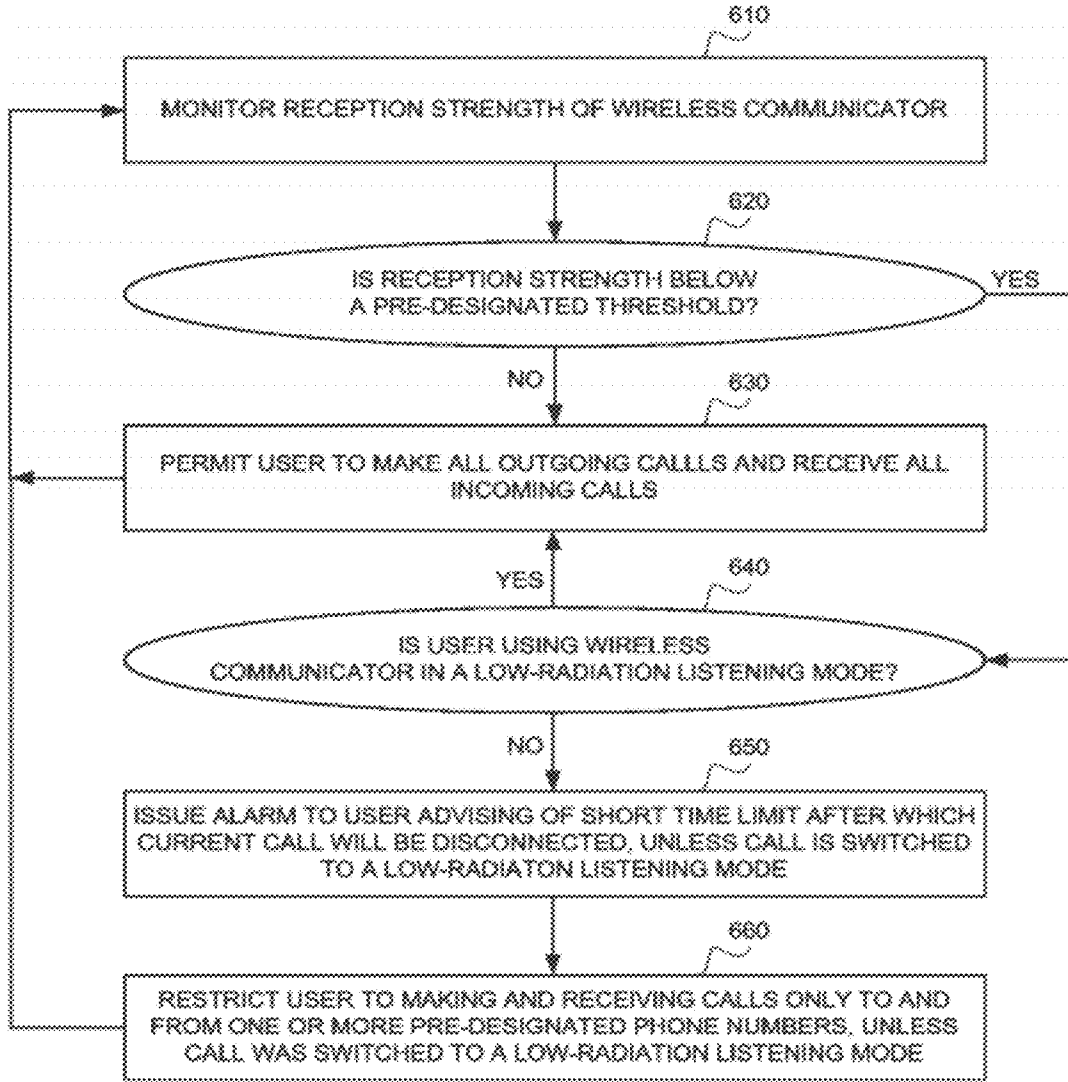 610
MONITOR RECEPTION STRENGTH OF WIRELESS COMMUNICATOR
620
IS RECEPTION STRENGTH BELOW
A PRE-DESIGNATED THRESHOLD?
YES
NO
630
PERMIT USER TO MAKE ALL OUTGOING CALLLS AND RECEIVE ALL
INCOMING CALLS
YES
640
IS USER USING WIRELESS
COMMUNICATOR IN A LOW-RADIATION LISTENING MODE?
NO
650
ISSUE ALARM TO USER ADVISING OF SHORT TIME LIMIT AFTER WHICH
CURRENT CALL WILL BE DISCONNECTED, UNLESS CALL IS SWITCHED
TO A LOW-RADIATON LISTENING MODE
660
RESTRICT USER TO MAKING AND RECEIVING CALLS ONLY TO AND
FROM ONE OR MORE PRE-DESIGNATED PHONE NUMBERS, UNLESS
CALL WAS SWITCHED TO A LOW-RADIATION LISTENING MODE